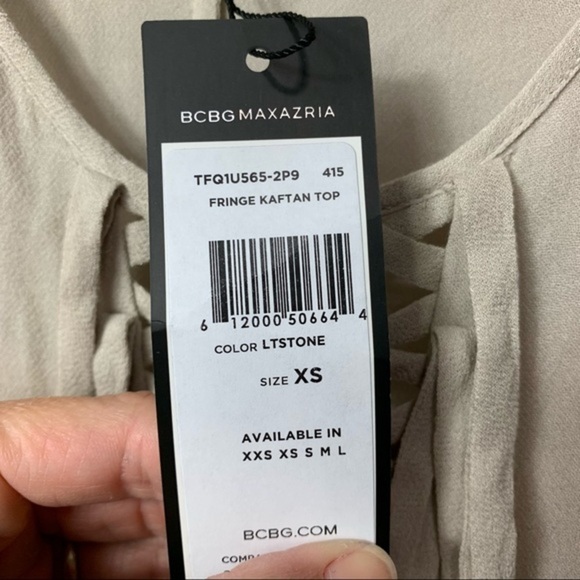 BCBGMAXAZRIA
TFQ1U565-2P9 415
FRINGE KAFTAN TOP
6 12000 50664 4
COLOR LTSTONE
SIZE XS
AVAILABLE IN
XXS XS S M L
BCBG.COM